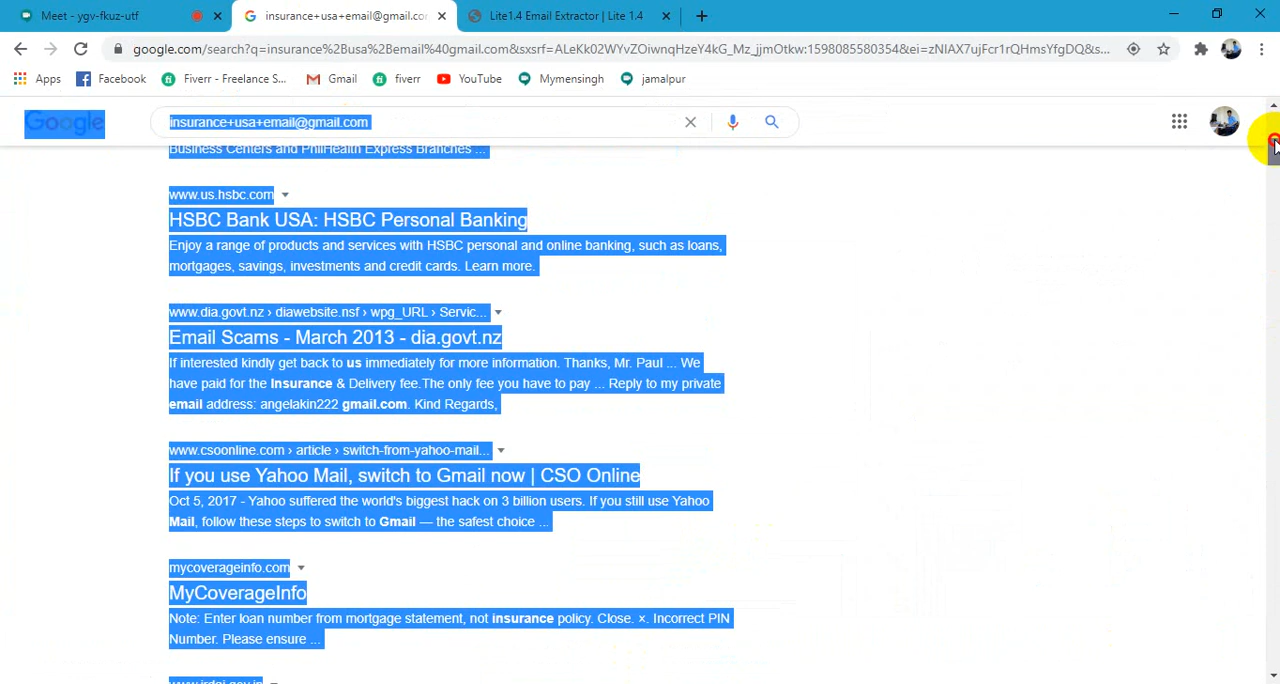 Meet - ygv-fkuz-utf
insurance+usa+email@gmail.co
Lite1.4 Email Extractor | Lite 1.4
google.com/search?q=insurance%2Busa%2Bemail%40gmail.com&sxsrf=ALeKk02WYvZOiwnqHzeY4kG_Mz_jjmOtkw:1598085580354&ei=zNlAX7ujFcr1rQHmsYfgDQ&s...
Apps
Facebook
Fiverr - Freelance S...
Gmail
fiverr
YouTube
Mymensingh
jamalpur
Google
insurance+usa+email@gmail.com
Business Centers and PhilHealth Express Branches ...
www.us.hsbc.com
HSBC Bank USA: HSBC Personal Banking
Enjoy a range of products and services with HSBC personal and online banking, such as loans,
mortgages, savings, investments and credit cards. Learn more.
www.dia.govt.nz › diawebsite.nsf › wpg_URL › Servic...
Email Scams - March 2013 - dia.govt.nz
If interested kindly get back to us immediately for more information. Thanks, Mr. Paul ... We
have paid for the Insurance & Delivery fee.The only fee you have to pay ... Reply to my private
email address: angelakin222 gmail.com. Kind Regards,
www.csoonline.com › article › switch-from-yahoo-mail...
If you use Yahoo Mail, switch to Gmail now | CSO Online
Oct 5, 2017 - Yahoo suffered the world's biggest hack on 3 billion users. If you still use Yahoo
Mail, follow these steps to switch to Gmail — the safest choice ...
mycoverageinfo.com
MyCoverageInfo
Note: Enter loan number from mortgage statement, not insurance policy. Close. ×. Incorrect PIN
Number. Please ensure ...
www.irdai.gov.in